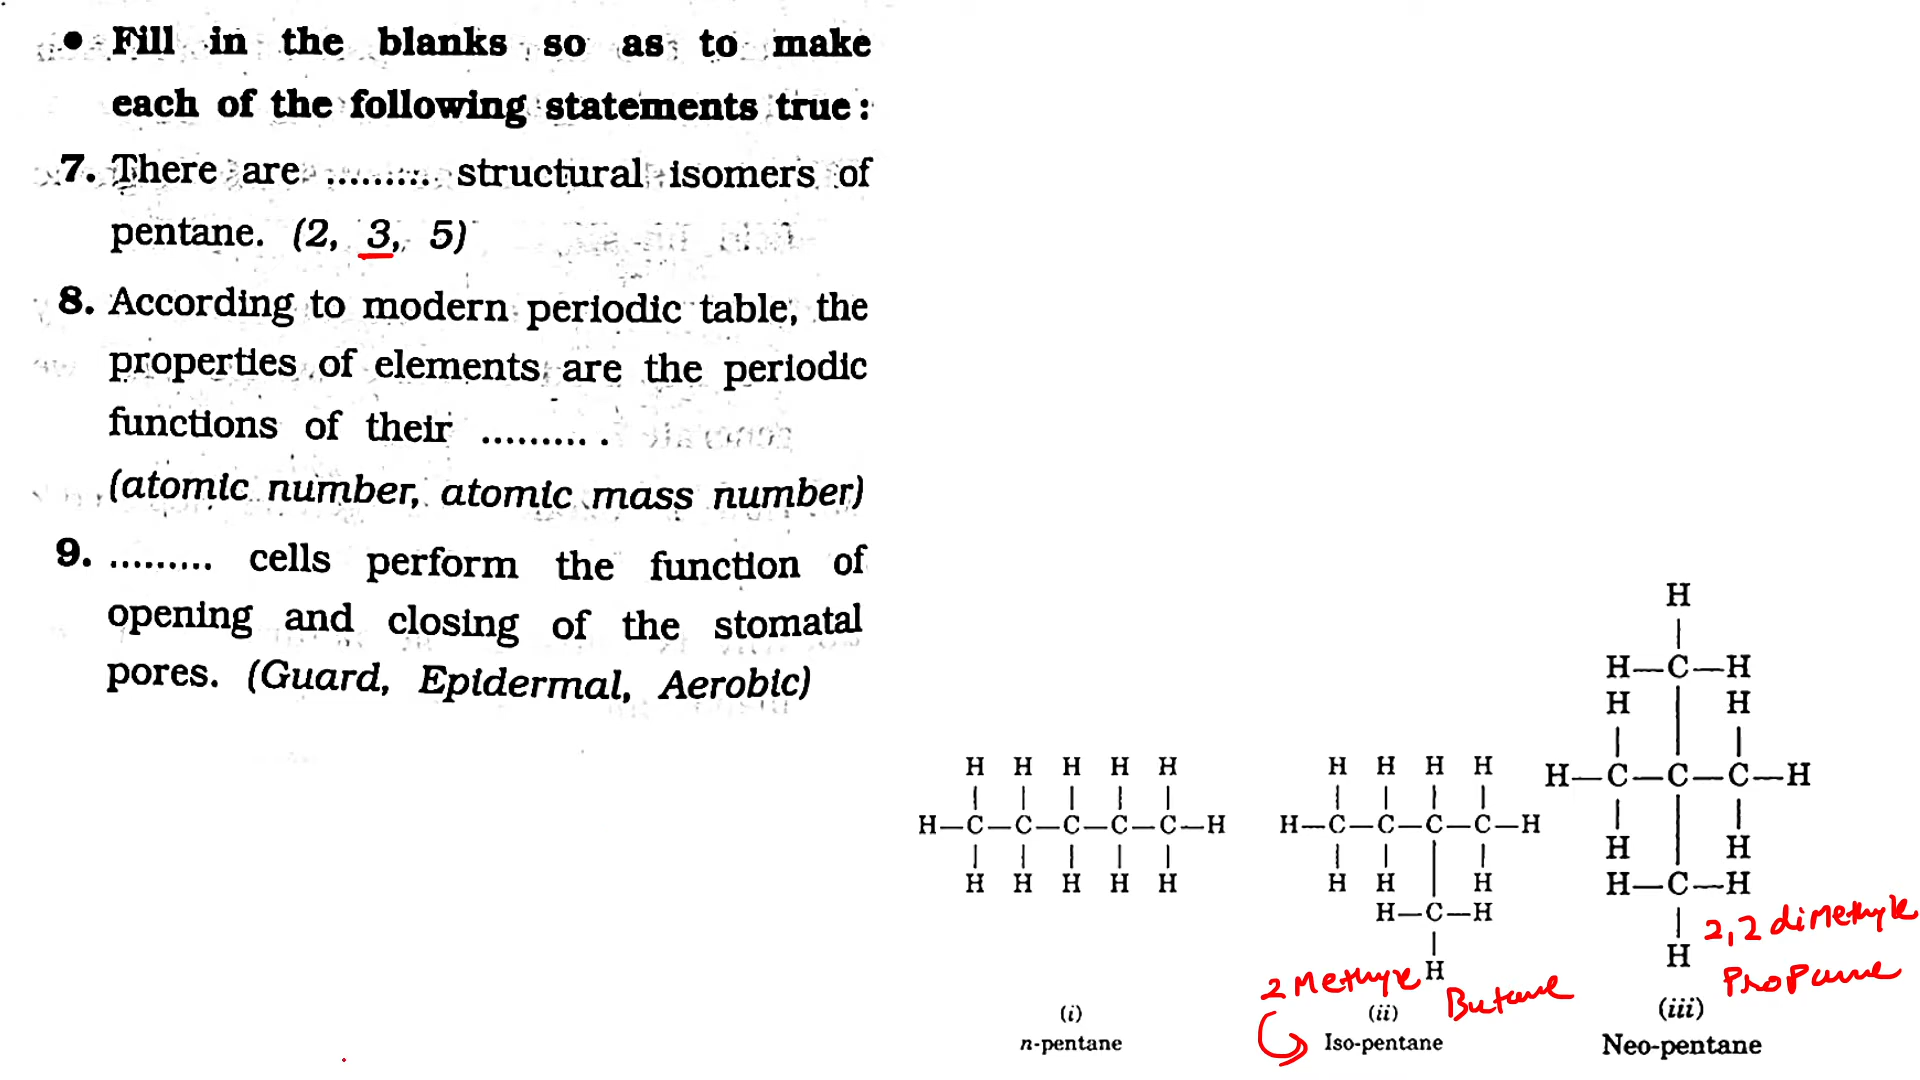 • Fill in the blanks so as to make
each of the following statements true :
7. There are .......... structural isomers of
pentane. (2, 3, 5)
8. According to modern periodic table, the
properties of elements are the periodic
functions of their .......... .
(atomic number, atomic mass number)
9. ......... cells perform the function of
opening and closing of the stomatal
pores. (Guard, Epidermal, Aerobic)
H H H H H
| | | | |
H—C—C—C—C—C—H
| | | | |
H H H H H
(i)
n-pentane
H H H H
| | | |
H—C—C—C—C—H
| | | |
H H H
H—C—H
|
H
2 Methyl
Butane
(ii)
Iso-pentane
H
|
H—C—H
H | H
| |
H—C—C—C—H
| | |
H H
H—C—H
|
H
2,2 dimethyle
Propane
(iii)
Neo-pentane